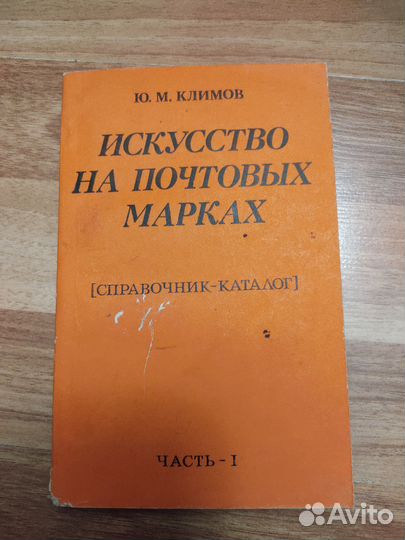 Ю. М. КЛИМОВ
ИСКУССТВО
НА ПОЧТОВЫХ
МАРКАХ
[СПРАВОЧНИК-КАТАЛОГ]
ЧАСТЬ - I
Avito